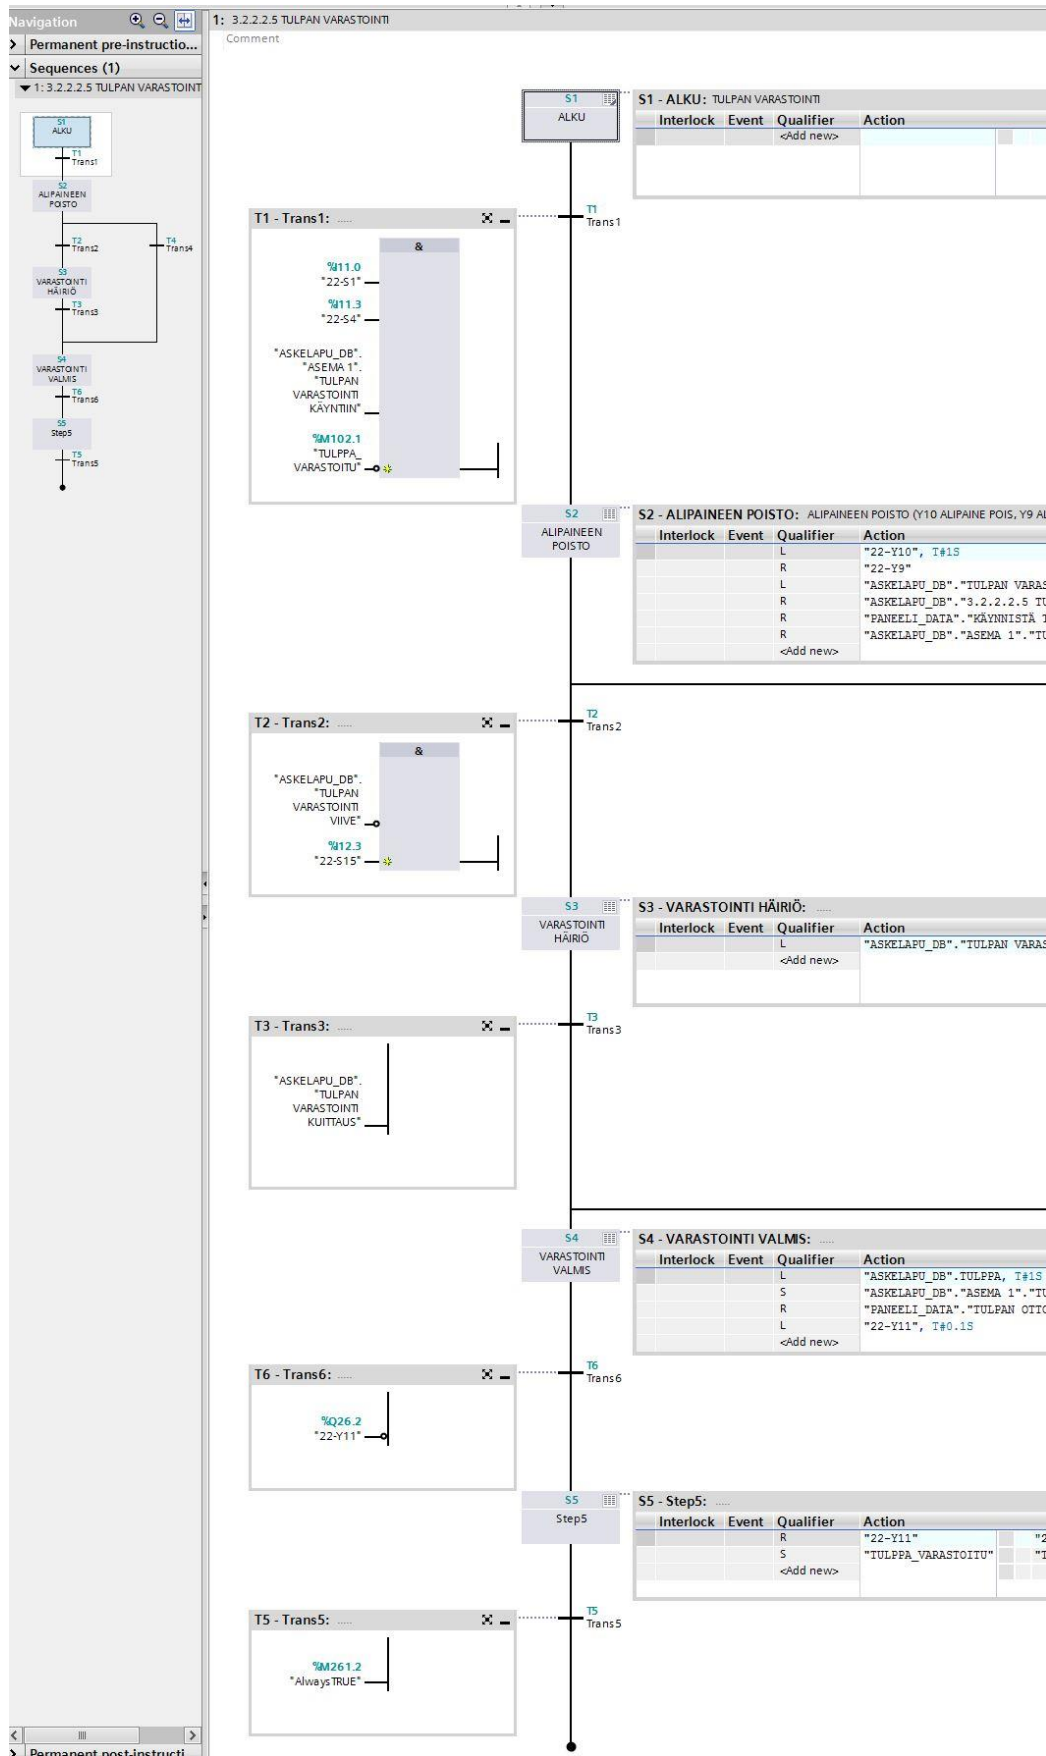 Navigation
Permanent pre-instructio...
Sequences (1)
1: 3.2.2.2.5 TULPAN VARASTOINT
S1
ALKU
T1
Trans1
S2
ALIPAINEEN
POISTO
T2
Trans2
T4
Trans4
S3
VARASTOINTI
HÄIRIÖ
T3
Trans3
S4
VARASTOINTI
VALMIS
T6
Trans6
S5
Step5
T5
Trans5
Permanent post-instructi...
1: 3.2.2.2.5 TULPAN VARASTOINTI
Comment
S1
ALKU
S1 - ALKU: TULPAN VARASTOINTI
Interlock Event Qualifier Action
<Add new>
T1 - Trans1: .....
T1
Trans1
&
%I11.0
"22-S1"
%I11.3
"22-S4"
"ASKELAPU_DB".
"ASEMA 1".
"TULPAN
VARASTOINTI
KÄYNTIIN"
%M102.1
"TULPPA_
VARASTOITU"
S2
ALIPAINEEN
POISTO
S2 - ALIPAINEEN POISTO: ALIPAINEEN POISTO (Y10 ALIPAINE POIS, Y9 AL
Interlock Event Qualifier Action
L "22-Y10", T#1S
R "22-Y9"
L "ASKELAPU_DB"."TULPAN VARAS
R "ASKELAPU_DB"."3.2.2.2.5 TU
R "PANEELI_DATA"."KÄYNNISTÄ T
R "ASKELAPU_DB"."ASEMA 1"."TU
<Add new>
T2 - Trans2: .....
T2
Trans2
&
"ASKELAPU_DB".
"TULPAN
VARASTOINTI
VIIVE"
%I12.3
"22-S15"
S3
VARASTOINTI
HÄIRIÖ
S3 - VARASTOINTI HÄIRIÖ: .....
Interlock Event Qualifier Action
L "ASKELAPU_DB"."TULPAN VARAS
<Add new>
T3 - Trans3: .....
T3
Trans3
"ASKELAPU_DB".
"TULPAN
VARASTOINTI
KUITTAUS"
S4
VARASTOINTI
VALMIS
S4 - VARASTOINTI VALMIS: .....
Interlock Event Qualifier Action
L "ASKELAPU_DB".TULPPA, T#1S
S "ASKELAPU_DB"."ASEMA 1"."TU
R "PANEELI_DATA"."TULPAN OTTO
L "22-Y11", T#0.1S
<Add new>
T6 - Trans6: .....
T6
Trans6
%Q26.2
"22-Y11"
S5
Step5
S5 - Step5: .....
Interlock Event Qualifier Action
R "22-Y11" "2
S "TULPPA_VARASTOITU" "T
<Add new>
T5 - Trans5: .....
T5
Trans5
%M261.2
"AlwaysTRUE"